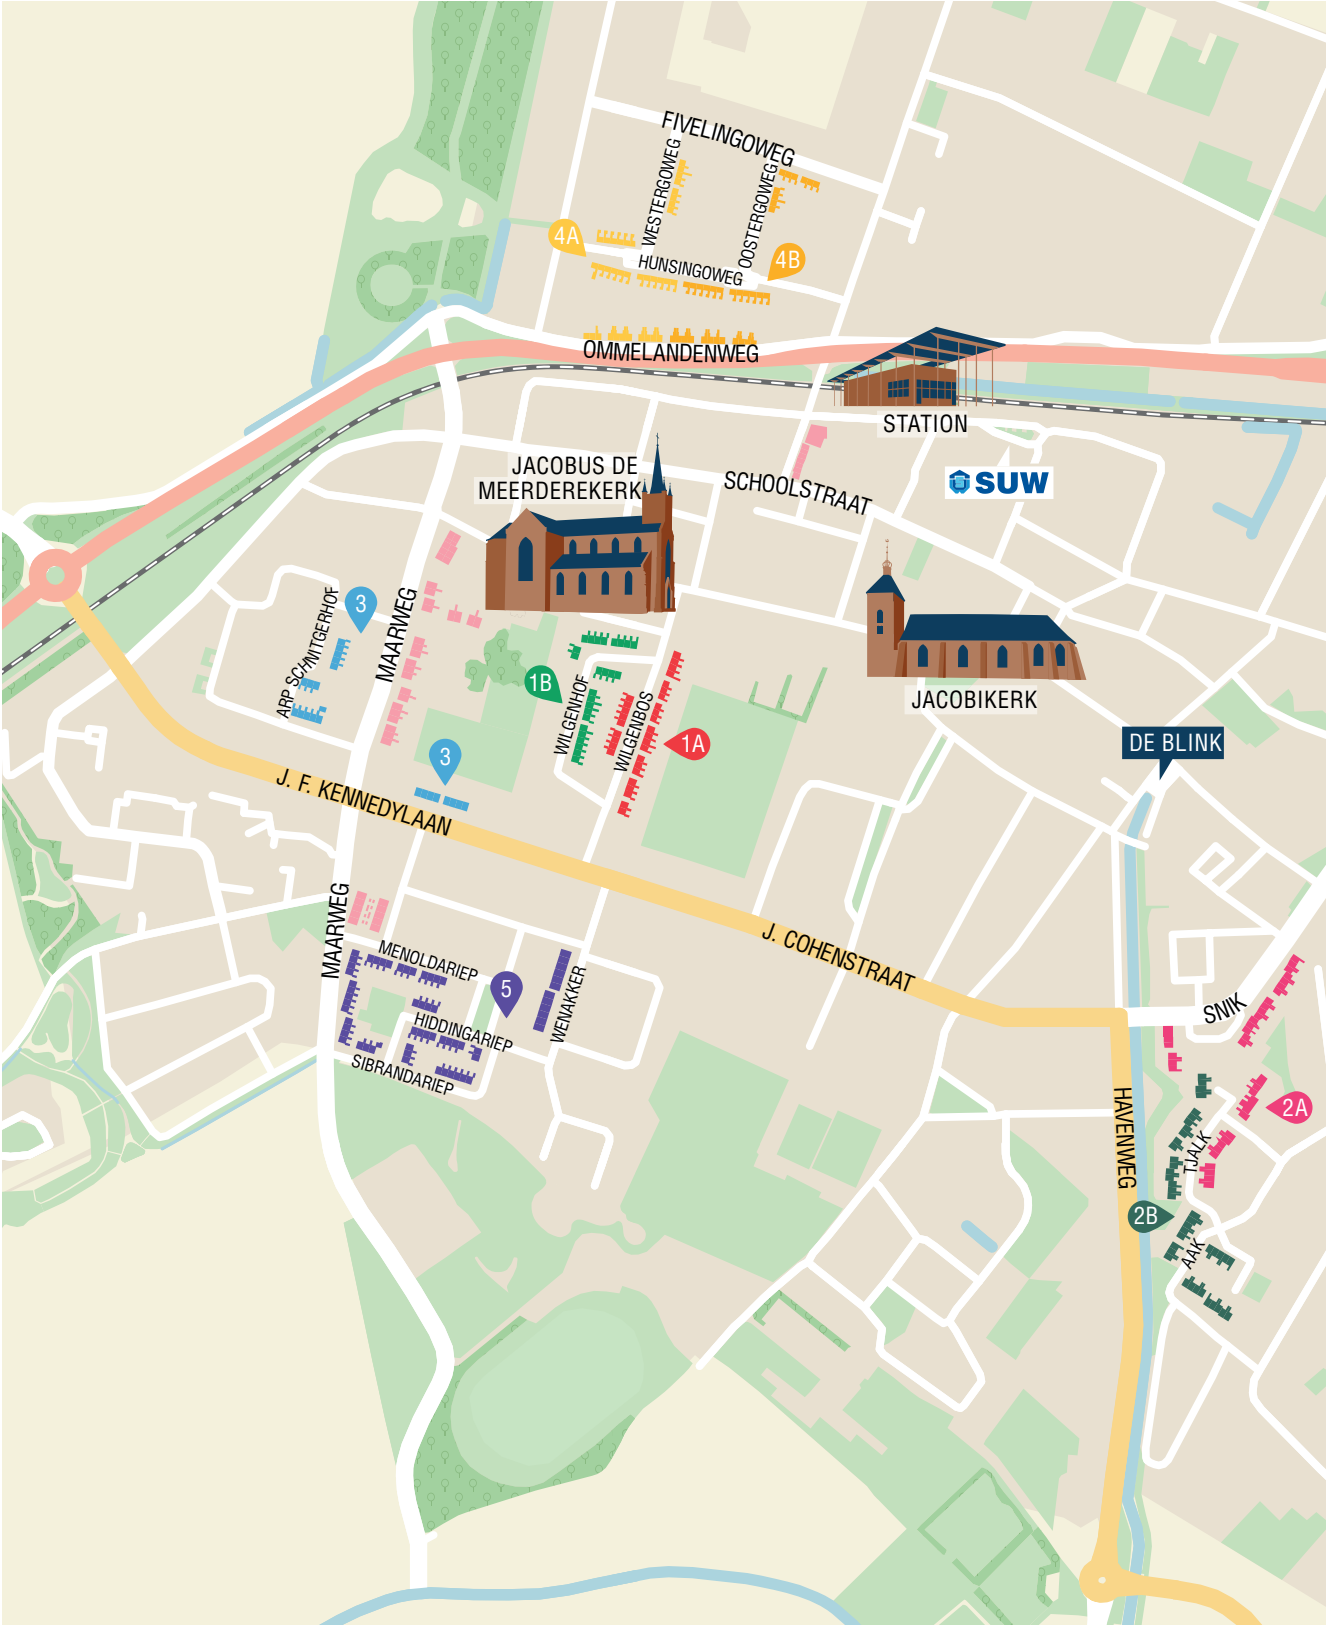 FIVELINGOWEG
WESTERGOWEG
OOSTERGOWEG
4A
HUNSINGOWEG
4B
OMMELANDENWEG
STATION
JACOBUS DE
MEERDEREKERK
SCHOOLSTRAAT
SUW
ARP SCHNITGERHOF
3
MAARWEG
1B
WILGENHOF
WILGENBOS
1A
JACOBIKERK
DE BLINK
3
J. F. KENNEDYLAAN
MAARWEG
J. COHENSTRAAT
MENOLDARIEP
5
WENAKKER
HIDDINGARIEP
SIBRANDARIEP
SNIK
HAVENWEG
2A
TJALK
2B
AAK